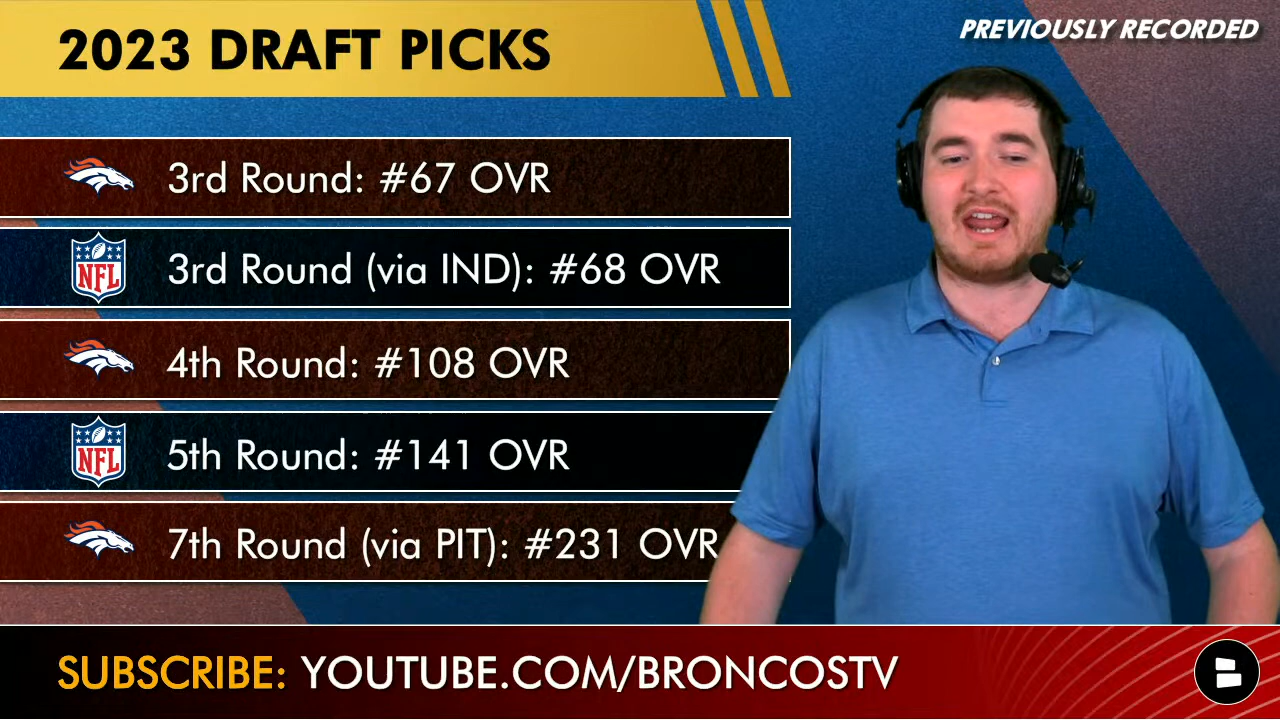 2023 DRAFT PICKS
PREVIOUSLY RECORDED
3rd Round: #67 OVR
NFL
3rd Round (via IND): #68 OVR
4th Round: #108 OVR
NFL
5th Round: #141 OVR
7th Round (via PIT): #231 OVR
SUBSCRIBE: YOUTUBE.COM/BRONCOSTV